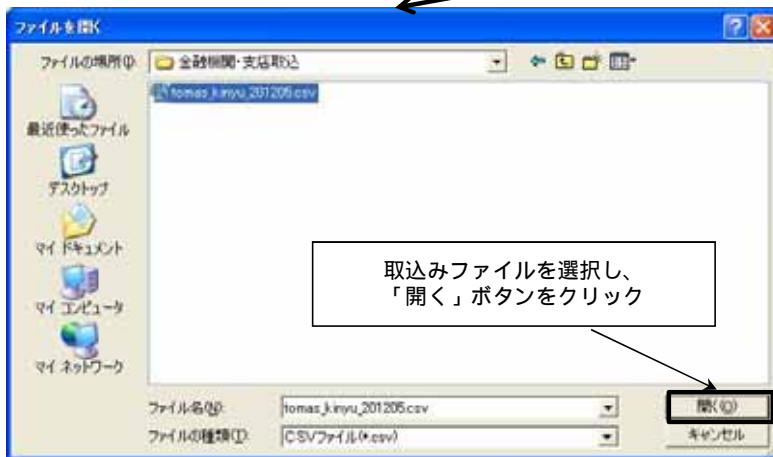 ファイルを開く
ファイルの場所(I):
金融機関・支店取込
tomas_kinyu_201205.csv
最近使ったファイル
デスクトップ
マイ ドキュメント
マイ コンピュータ
マイ ネットワーク
取込みファイルを選択し、
「開く」ボタンをクリック
ファイル名(N):
tomas_kinyu_201205.csv
開く(O)
ファイルの種類(T):
CSVファイル(*.csv)
キャンセル